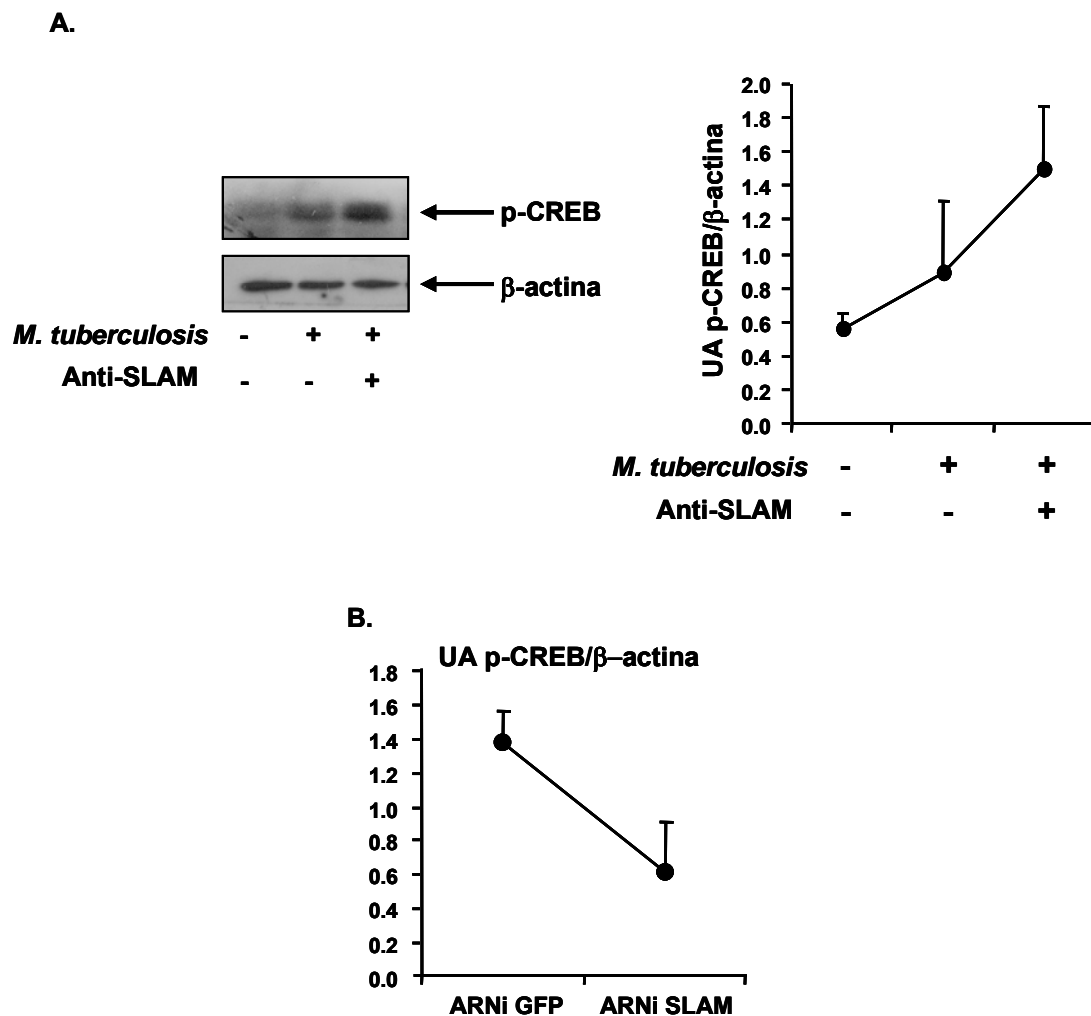 A.
p-CREB
β-actina
M. tuberculosis - + +
Anti-SLAM - - +
UA p-CREB/β-actina
2.0
1.8
1.6
1.4
1.2
1.0
0.8
0.6
0.4
0.2
0.0
M. tuberculosis - + +
Anti-SLAM - - +
B.
UA p-CREB/β–actina
1.8
1.6
1.4
1.2
1.0
0.8
0.6
0.4
0.2
0.0
ARNi GFP ARNi SLAM